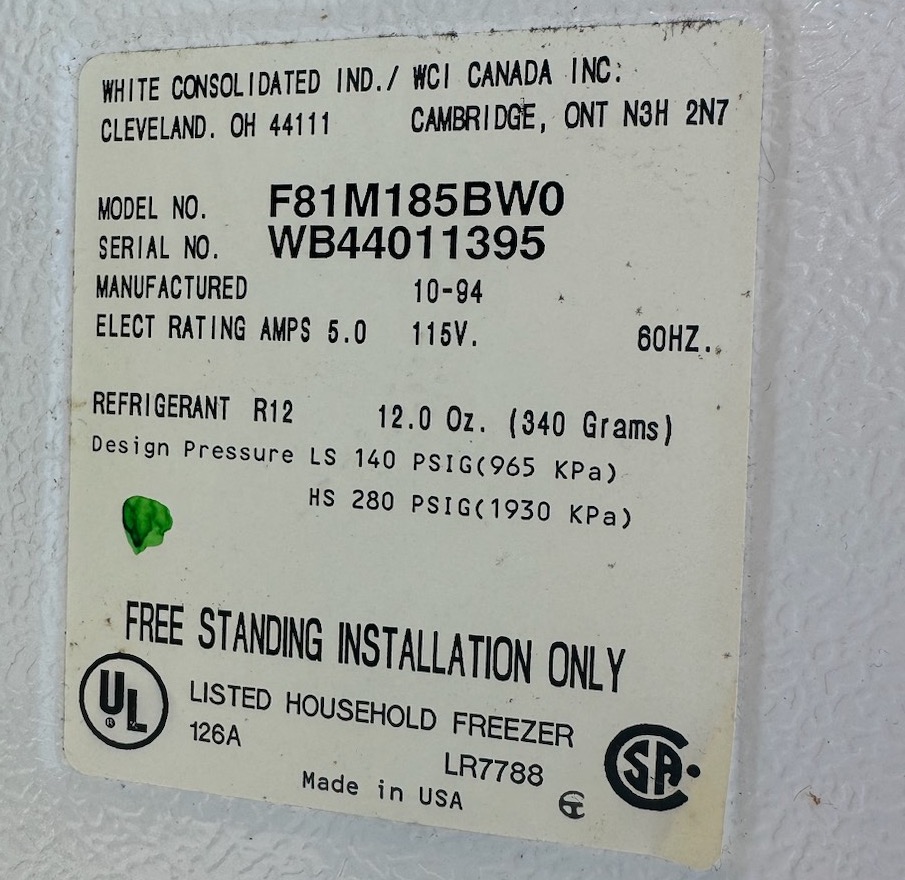 WHITE CONSOLIDATED IND./ WCI CANADA INC:
CLEVELAND. OH 44111 CAMBRIDGE, ONT N3H 2N7
MODEL NO. F81M185BW0
SERIAL NO. WB44011395
MANUFACTURED 10-94
ELECT RATING AMPS 5.0 115V. 60HZ.
REFRIGERANT R12 12.0 Oz. (340 Grams)
Design Pressure LS 140 PSIG(965 KPa)
HS 280 PSIG(1930 KPa)
FREE STANDING INSTALLATION ONLY
UL ® LISTED HOUSEHOLD FREEZER
126A
LR7788
SA
Made in USA